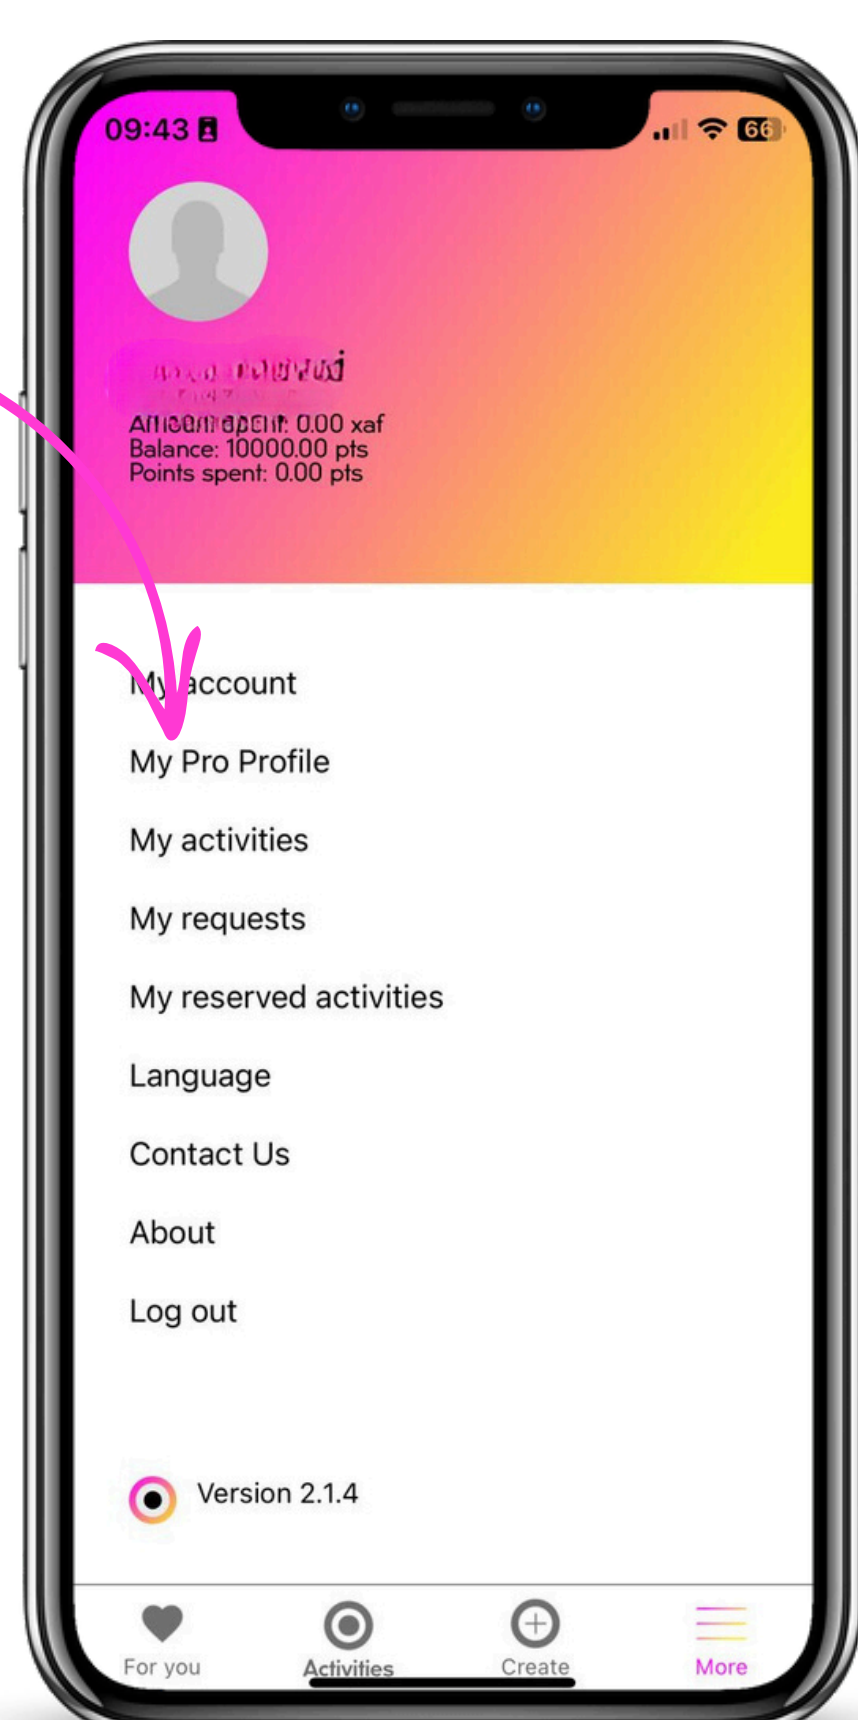 09:43
66
spent: 0.00 xaf
Balance: 10000.00 pts
Points spent: 0.00 pts
My account
My Pro Profile
My activities
My requests
My reserved activities
Language
Contact Us
About
Log out
Version 2.1.4
For you Activities Create More